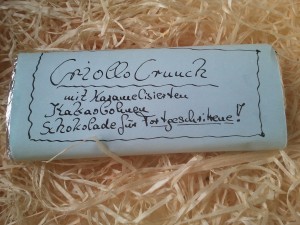 Criollo Crunch
mit karamelisierten
Kakaobohnen
Schokolade für Fortgeschrittene!